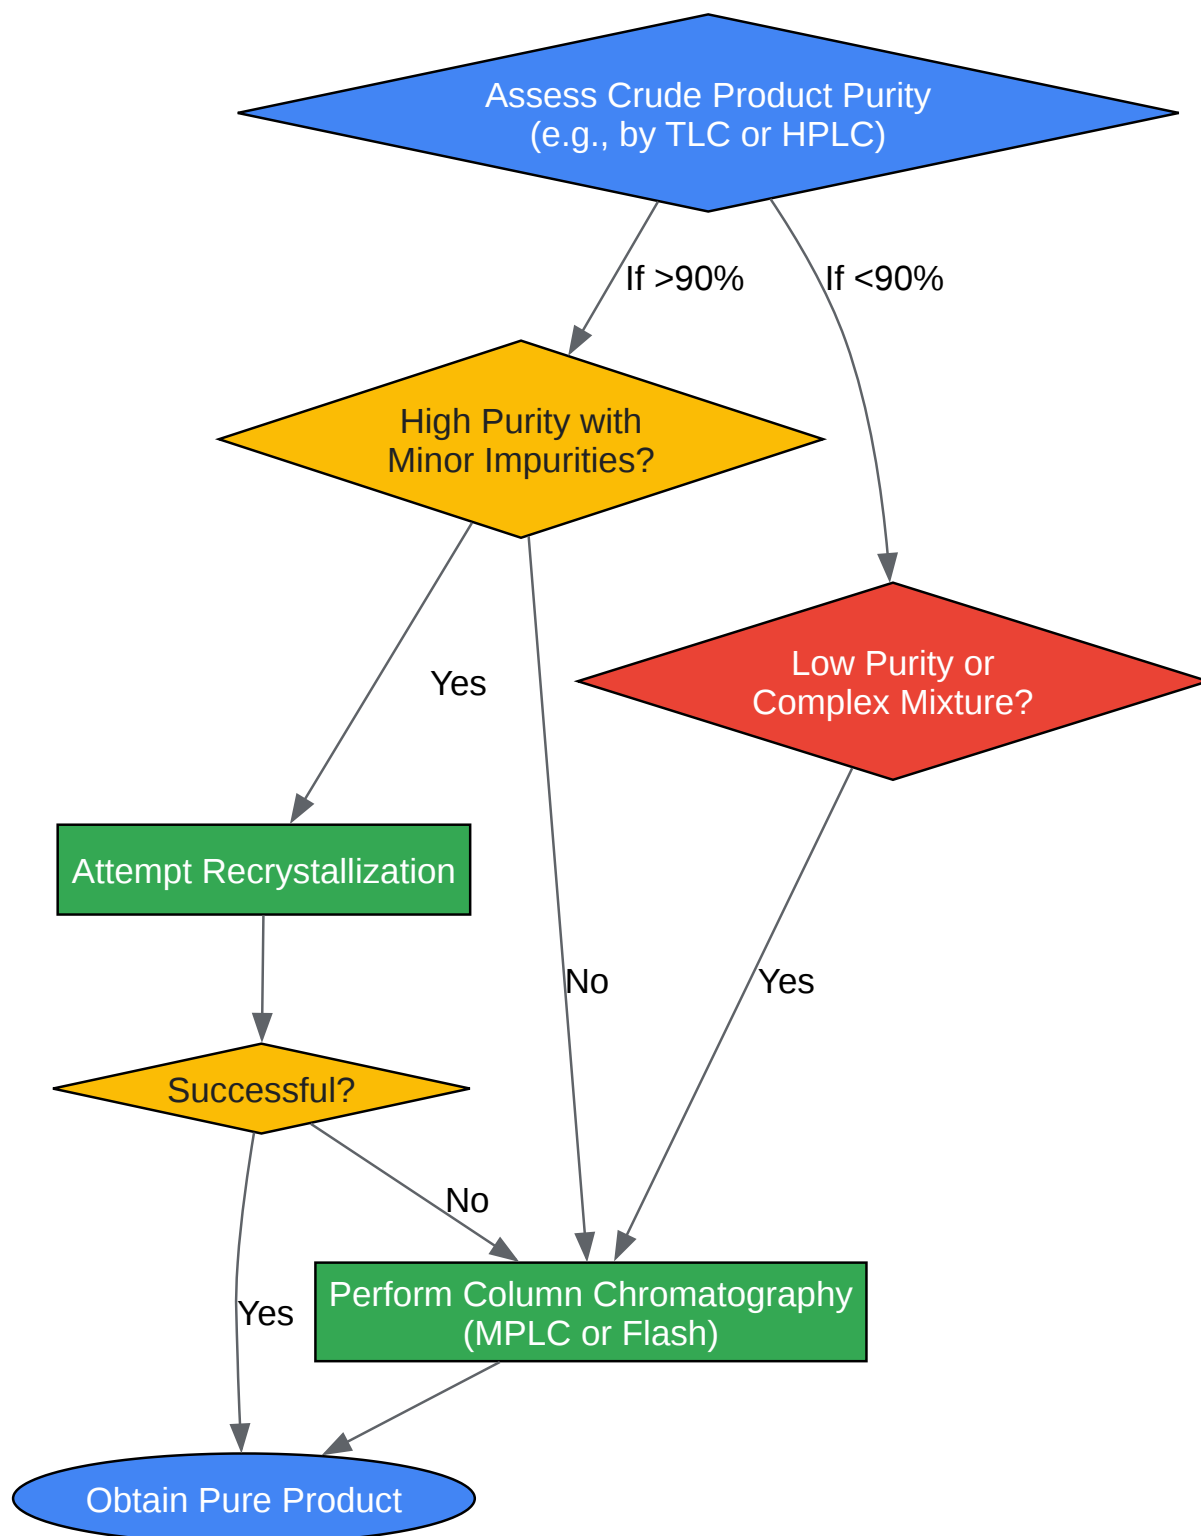 Assess Crude Product Purity
(e.g., by TLC or HPLC)
If >90%
If <90%
High Purity with
Minor Impurities?
Low Purity or
Complex Mixture?
Yes
Attempt Recrystallization
No
Yes
Successful?
No
Perform Column Chromatography
(MPLC or Flash)
Yes
Obtain Pure Product